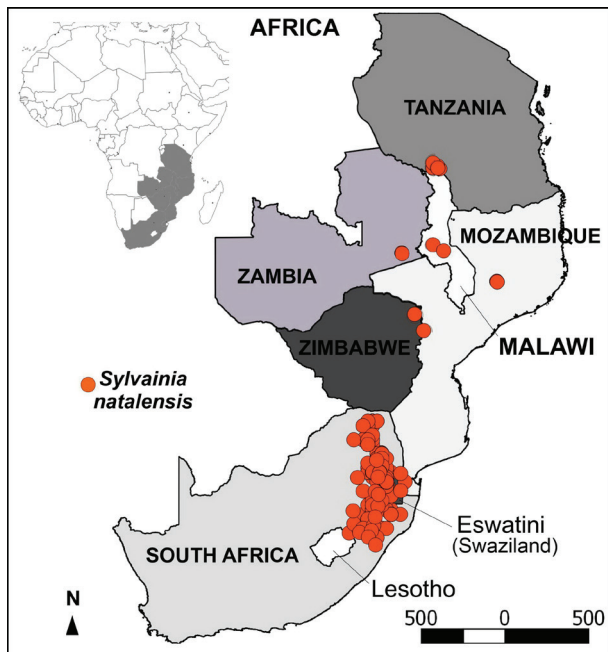 AFRICA
TANZANIA
MOZAMBIQUE
ZAMBIA
ZIMBABWE
MALAWI
Sylvainia
natalensis
Eswatini
(Swaziland)
SOUTH AFRICA
Lesotho
N
500 0 500